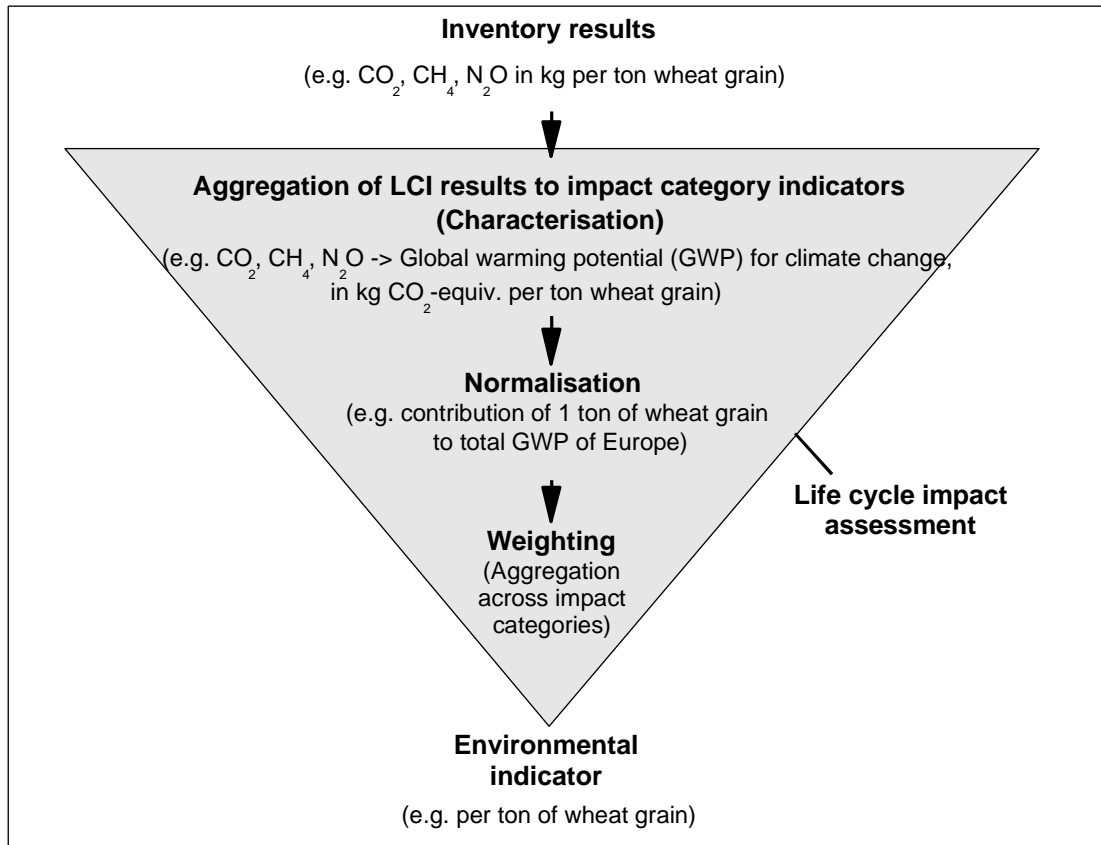 Inventory results
(e.g. CO₂, CH₄, N₂O in kg per ton wheat grain)
Aggregation of LCI results to impact category indicators
(Characterisation)
(e.g. CO₂, CH₄, N₂O -> Global warming potential (GWP) for climate change,
in kg CO₂-equiv. per ton wheat grain)
Normalisation
(e.g. contribution of 1 ton of wheat grain
to total GWP of Europe)
Life cycle impact
assessment
Weighting
(Aggregation
across impact
categories)
Environmental
indicator
(e.g. per ton of wheat grain)